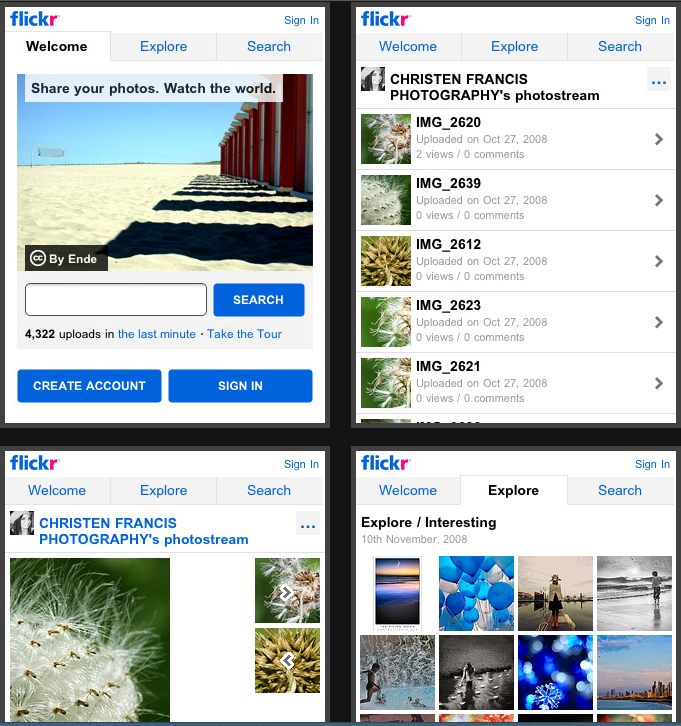 flickr
Sign In
Welcome
Explore
Search
Share your photos. Watch the world.
cc By Ende
SEARCH
4,322 uploads in the last minute · Take the Tour
CREATE ACCOUNT
SIGN IN
flickr
Sign In
Welcome
Explore
Search
CHRISTEN FRANCIS
PHOTOGRAPHY's photostream
...
IMG_2620
Uploaded on Oct 27, 2008
2 views / 0 comments
IMG_2639
Uploaded on Oct 27, 2008
0 views / 0 comments
IMG_2612
Uploaded on Oct 27, 2008
0 views / 0 comments
IMG_2623
Uploaded on Oct 27, 2008
0 views / 0 comments
IMG_2621
Uploaded on Oct 27, 2008
0 views / 0 comments
flickr
Sign In
Welcome
Explore
Search
CHRISTEN FRANCIS
PHOTOGRAPHY's photostream
...
flickr
Sign In
Welcome
Explore
Search
Explore / Interesting
10th November, 2008